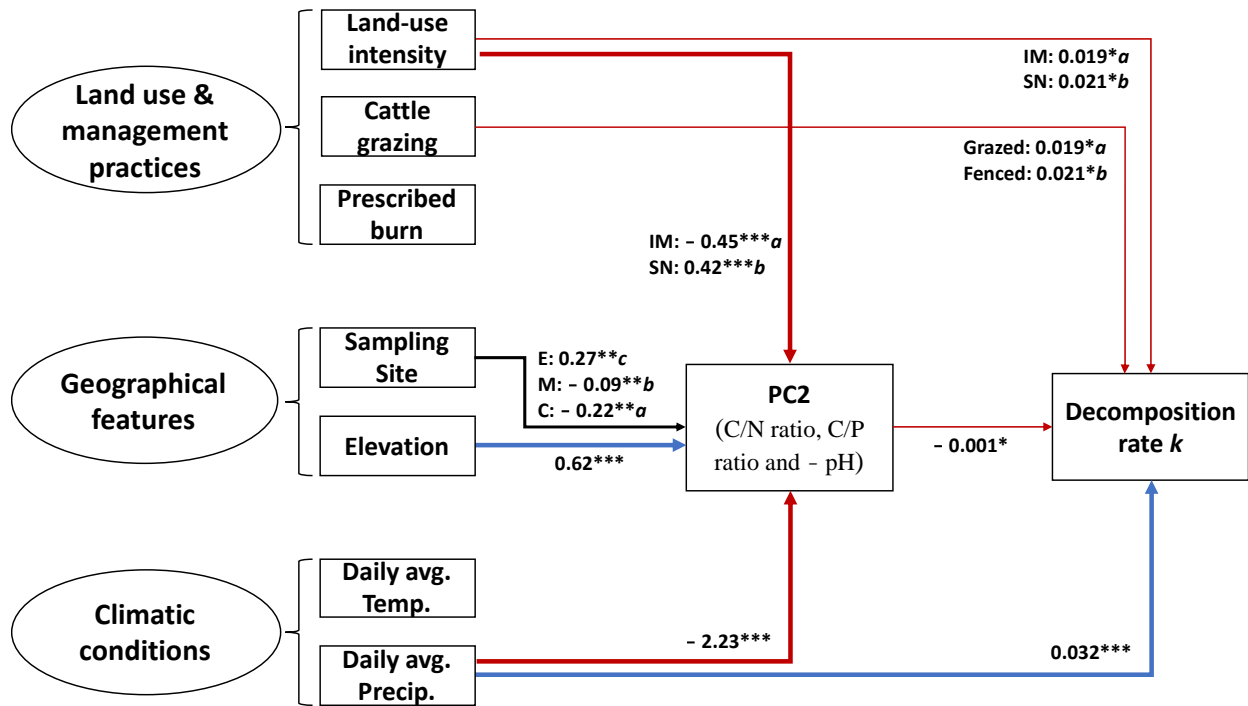 Land use &
management
practices
Land-use
intensity
Cattle
grazing
Prescribed
burn
IM: 0.019*a
SN: 0.021*b
Grazed: 0.019*a
Fenced: 0.021*b
IM: – 0.45***a
SN: 0.42***b
Geographical
features
Sampling
Site
Elevation
E: 0.27**c
M: – 0.09**b
C: – 0.22**a
0.62***
PC2
(C/N ratio, C/P
ratio and – pH)
– 0.001*
Decomposition
rate k
Climatic
conditions
Daily avg.
Temp.
Daily avg.
Precip.
– 2.23***
0.032***